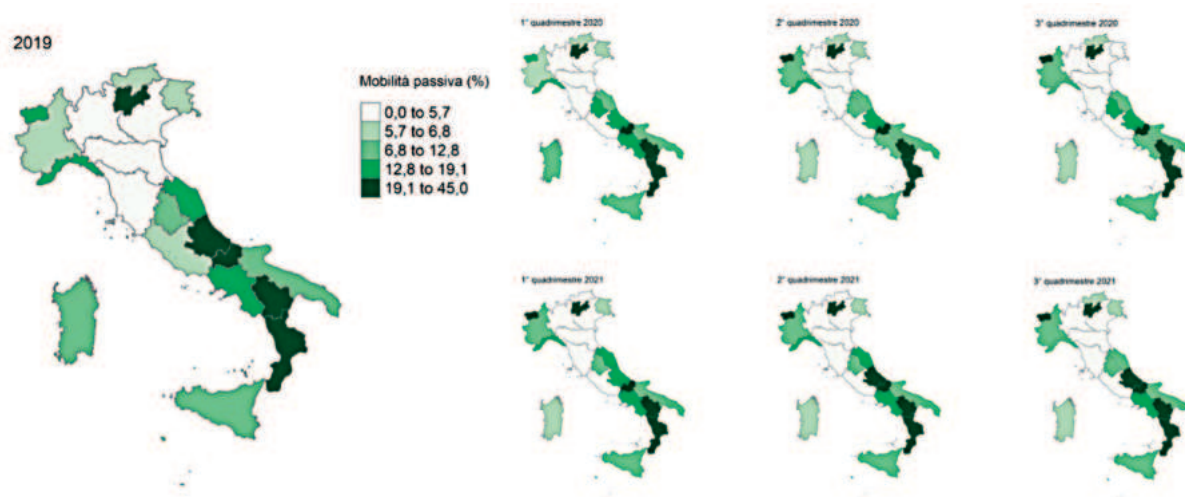 2019
Mobilità passiva (%)
0,0 to 5,7
5,7 to 6,8
6,8 to 12,8
12,8 to 19,1
19,1 to 45,0
1° quadrimestre 2020
2° quadrimestre 2020
3° quadrimestre 2020
1° quadrimestre 2021
2° quadrimestre 2021
3° quadrimestre 2021